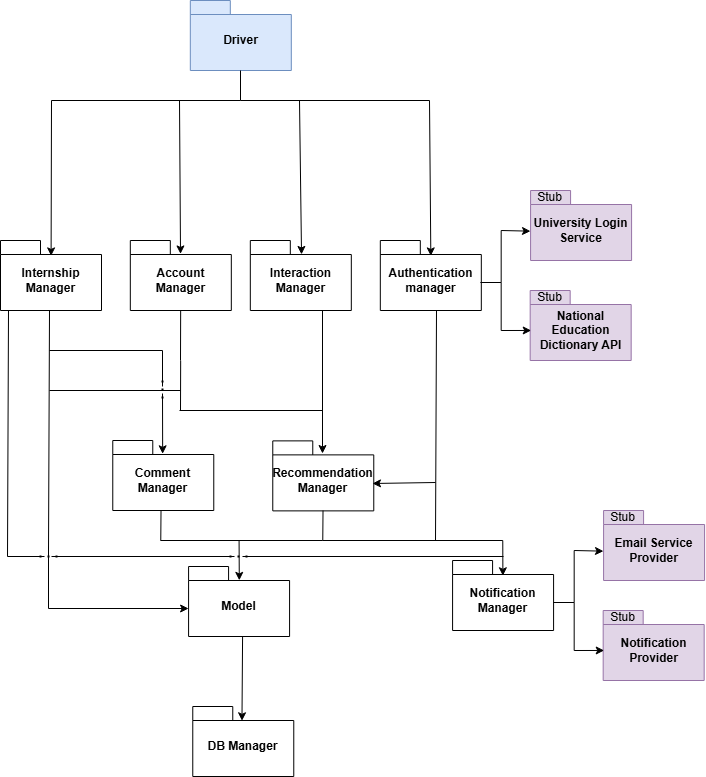 Driver
Stub
University Login
Service
Internship
Manager
Account
Manager
Interaction
Manager
Authentication
manager
Stub
National
Education
Dictionary API
Comment
Manager
Recommendation
Manager
Stub
Email Service
Provider
Model
Notification
Manager
Stub
Notification
Provider
DB Manager